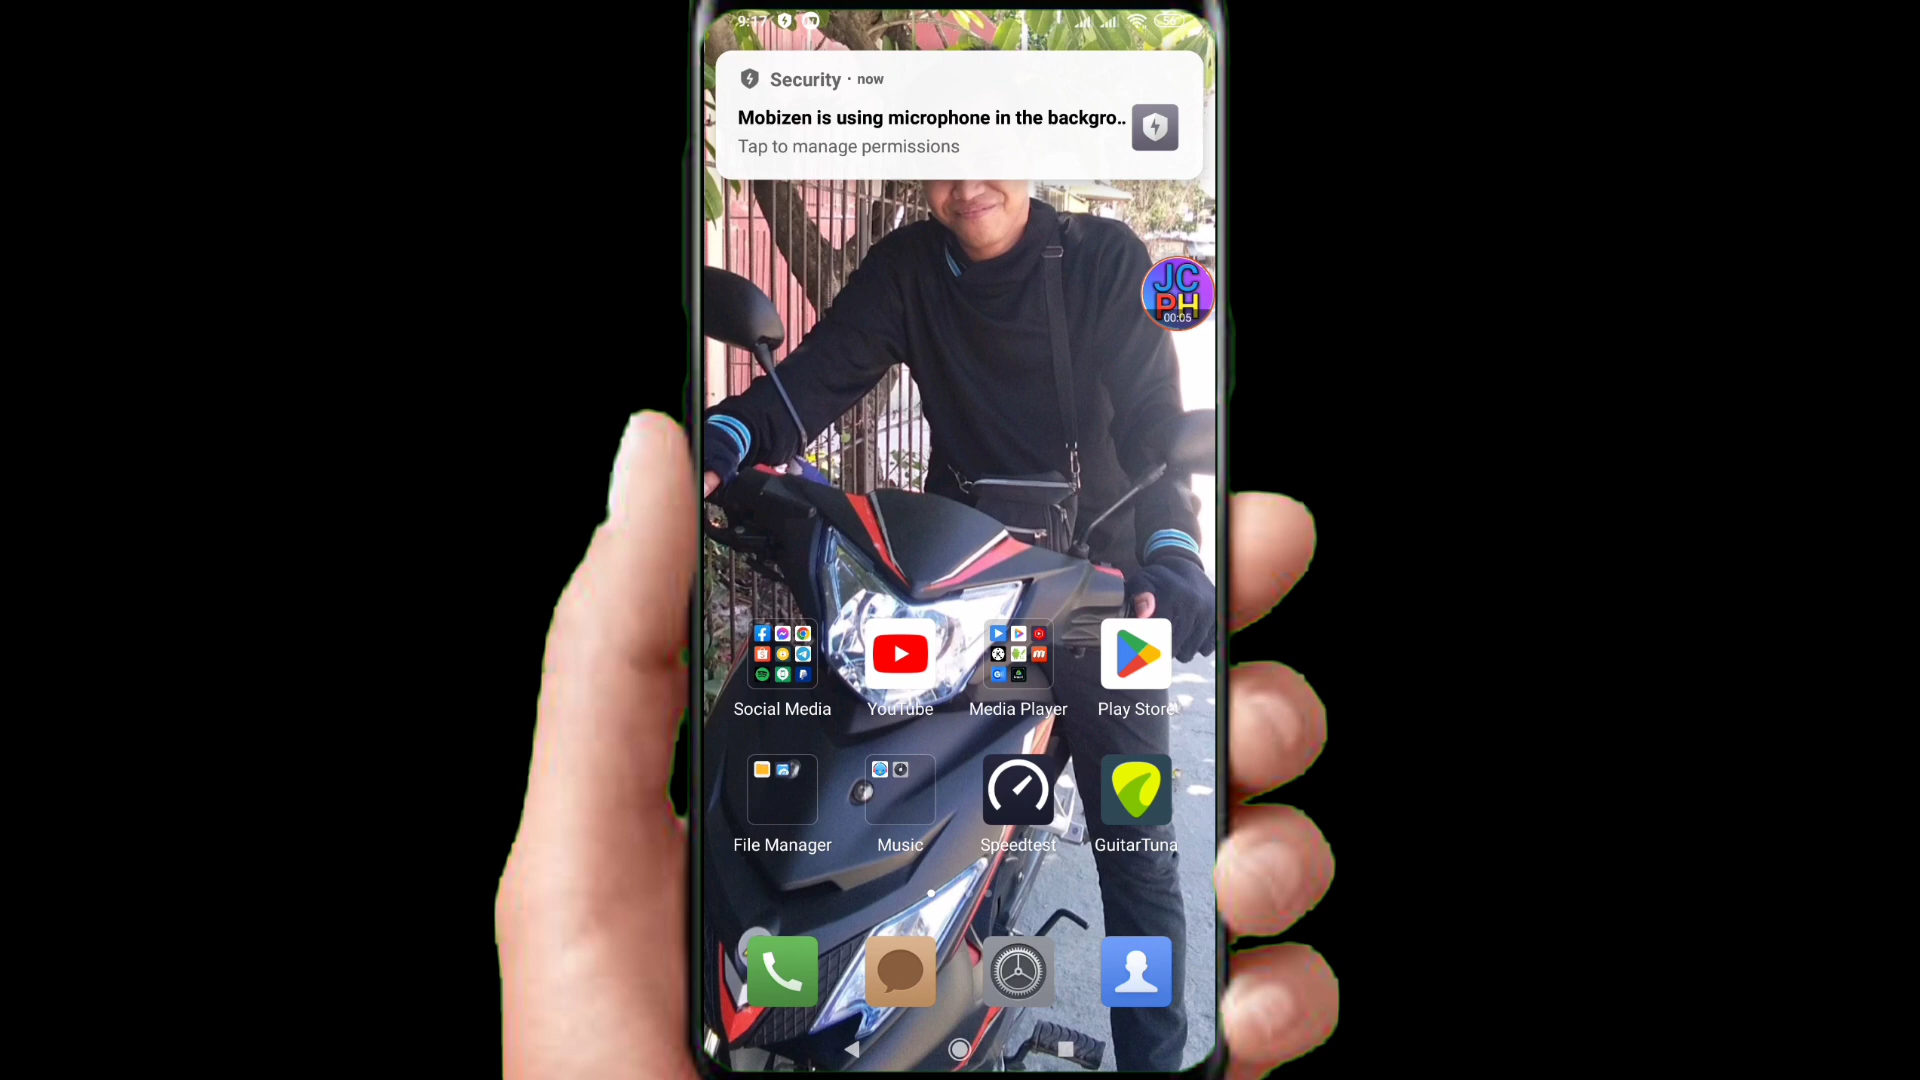 9:17
56
Security · now
Mobizen is using microphone in the backgro..
Tap to manage permissions
JC
PH
00:05
Social Media
YouTube
Media Player
Play Store
File Manager
Music
Speedtest
GuitarTuna